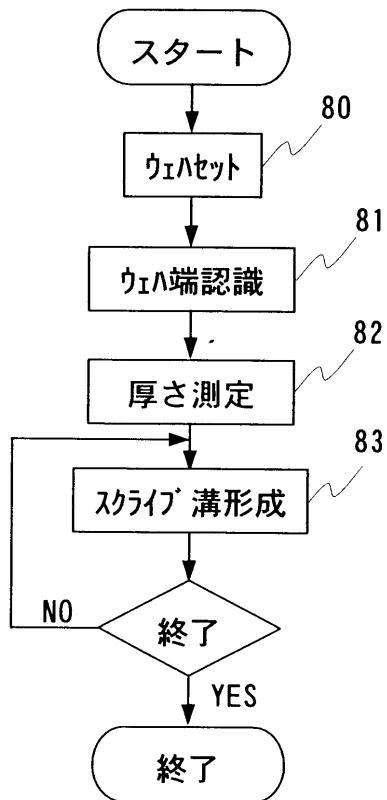 スタート
80
ウェハセット
81
ウェハ端認識
82
厚さ測定
83
スクライブ溝形成
NO
終了
YES
終了